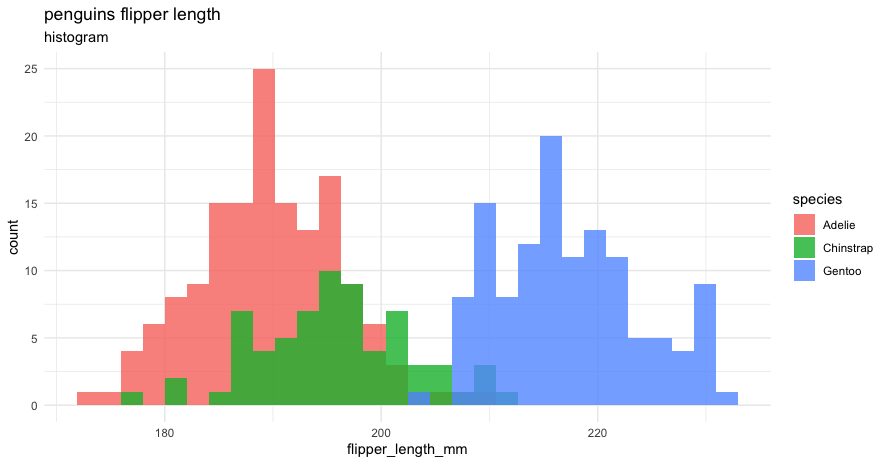 penguins flipper length
histogram
25
20
15
10
5
0
count
180 200 220
flipper_length_mm
species
Adelie
Chinstrap
Gentoo